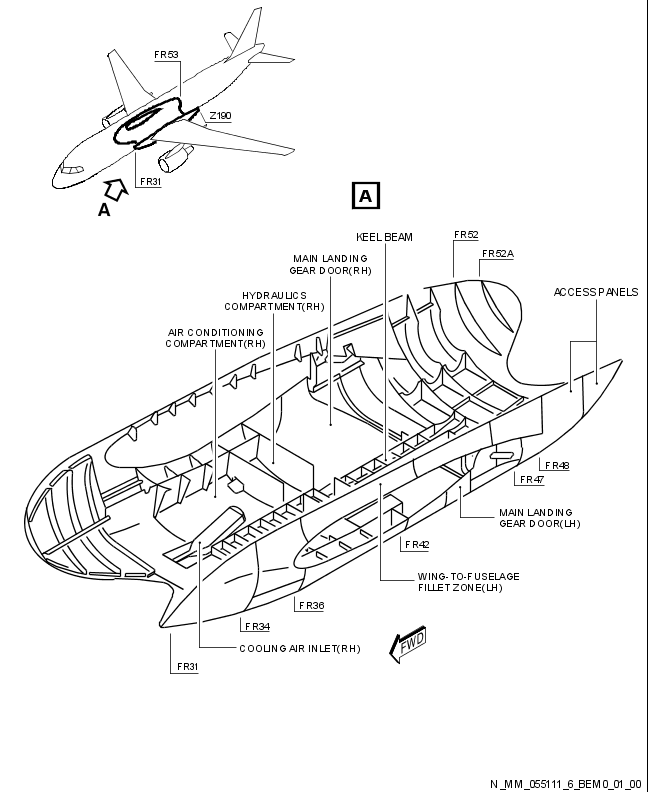 FR53
Z190
FR31
A
A
KEEL BEAM
FR52
FR52A
MAIN LANDING
GEAR DOOR(RH)
ACCESS PANELS
HYDRAULICS
COMPARTMENT(RH)
AIR CONDITIONING
COMPARTMENT(RH)
FR48
FR47
MAIN LANDING
GEAR DOOR(LH)
FR42
WING-TO-FUSELAGE
FILLET ZONE(LH)
FR36
FR34
FWD
COOLING AIR INLET(RH)
FR31
N_MM_055111_6_BEM0_01_00